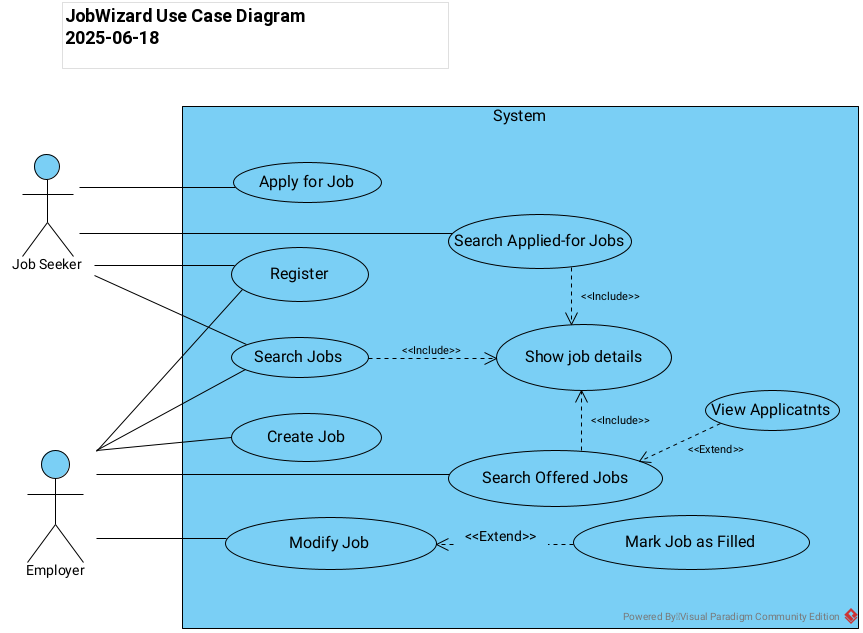 JobWizard Use Case Diagram
2025-06-18
System
Apply for Job
Search Applied-for Jobs
Job Seeker
Register
<<Include>>
Search Jobs
<<Include>>
Show job details
View Applicatnts
<<Include>>
Create Job
<<Extend>>
Search Offered Jobs
Modify Job
<<Extend>>
Mark Job as Filled
Employer
Powered By Visual Paradigm Community Edition